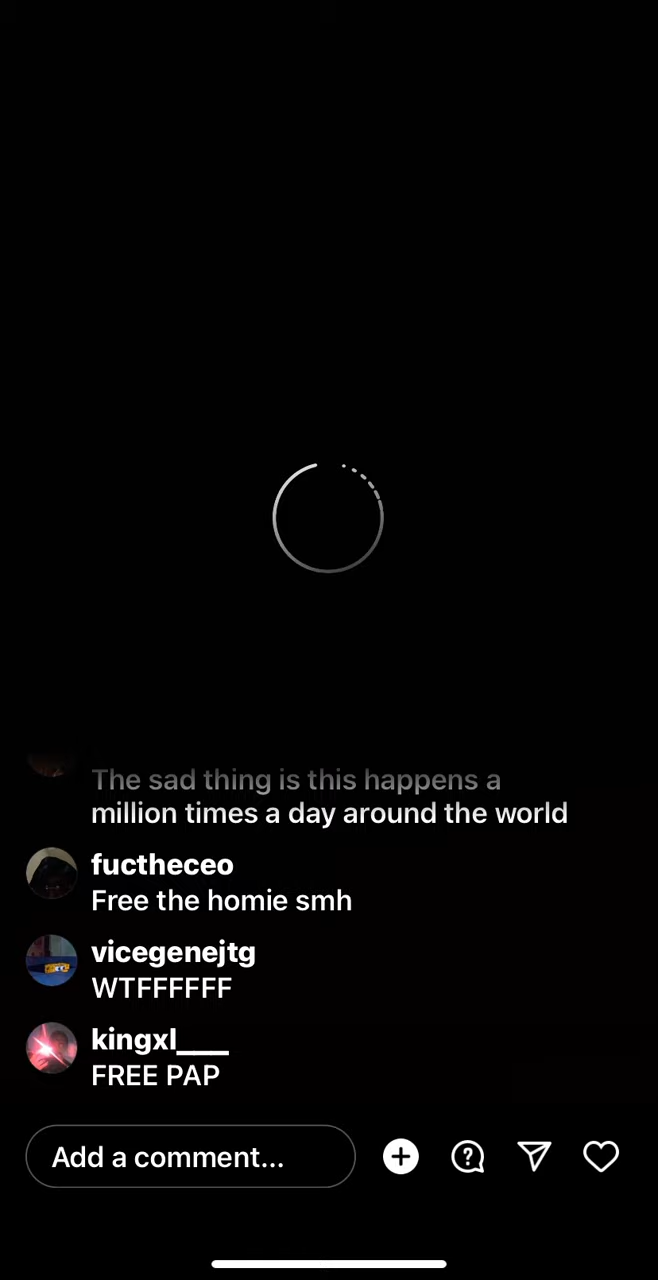 The sad thing is this happens a
million times a day around the world
fuctheceo
Free the homie smh
vicegenejtg
WTFFFFFF
kingxl____
FREE PAP
Add a comment...